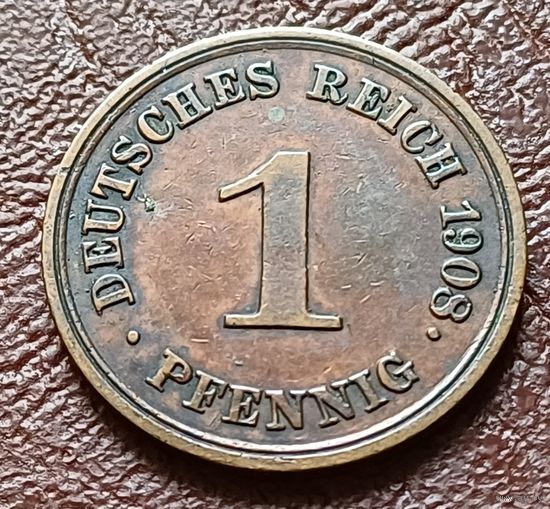 · DEUTSCHES REICH 1908 ·
1
PFENNIG